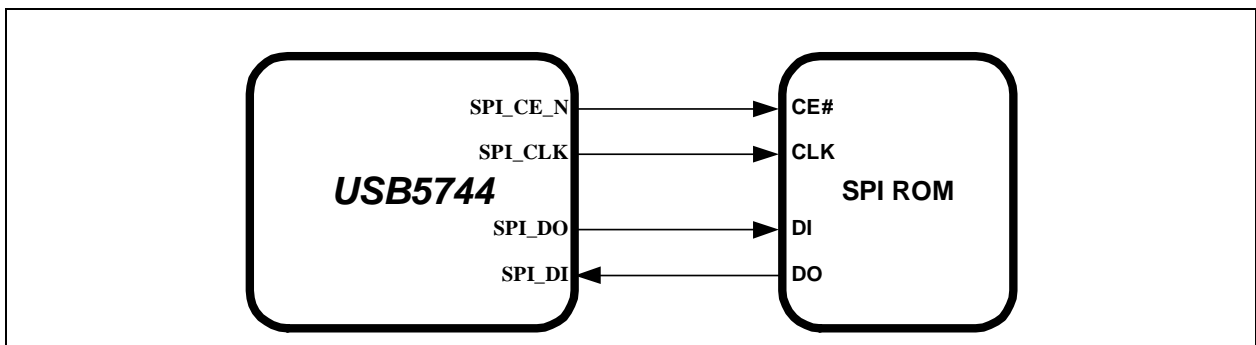 SPI_CE_N CE#
SPI_CLK CLK
USB5744 SPI ROM
SPI_DO DI
SPI_DI DO